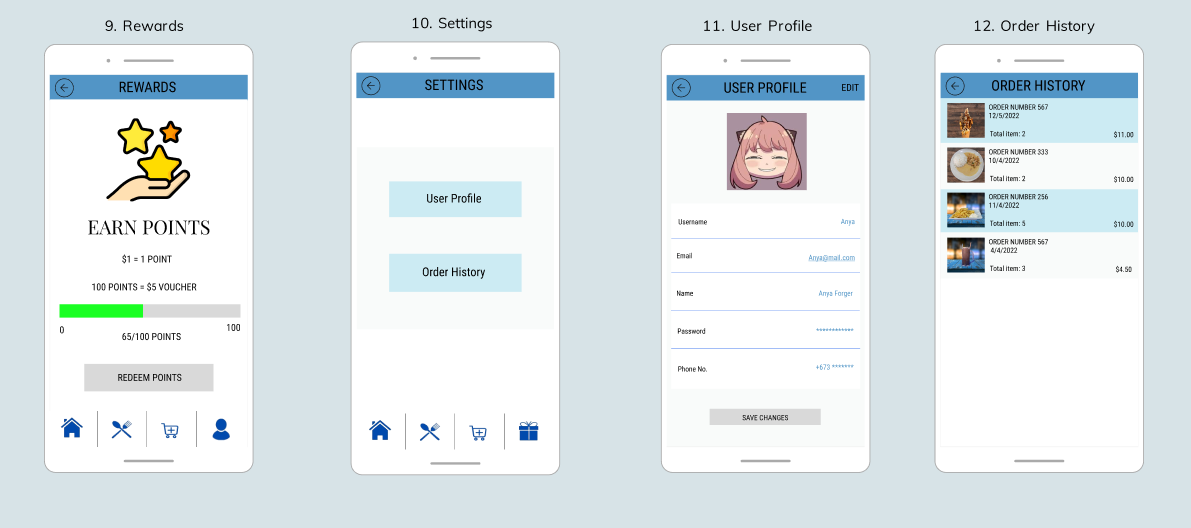 9. Rewards
REWARDS
EARN POINTS
$1 = 1 POINT
100 POINTS = $5 VOUCHER
0
100
65/100 POINTS
REDEEM POINTS
10. Settings
SETTINGS
User Profile
Order History
11. User Profile
USER PROFILE
EDIT
Username
Anya
Email
Anya@mail.com
Name
Anya Forger
Password
************
Phone No.
+673 *******
SAVE CHANGES
12. Order History
ORDER HISTORY
ORDER NUMBER 567
12/5/2022
Total item: 2
$11.00
ORDER NUMBER 333
10/4/2022
Total item: 2
$10.00
ORDER NUMBER 256
11/4/2022
Total item: 5
$10.00
ORDER NUMBER 567
4/4/2022
Total item: 3
$4.50